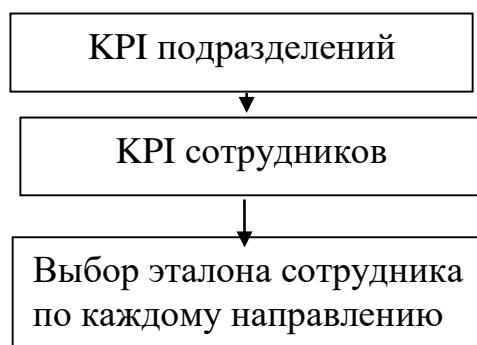 KPI подразделений
KPI сотрудников
Выбор эталона сотрудника
по каждому направлению